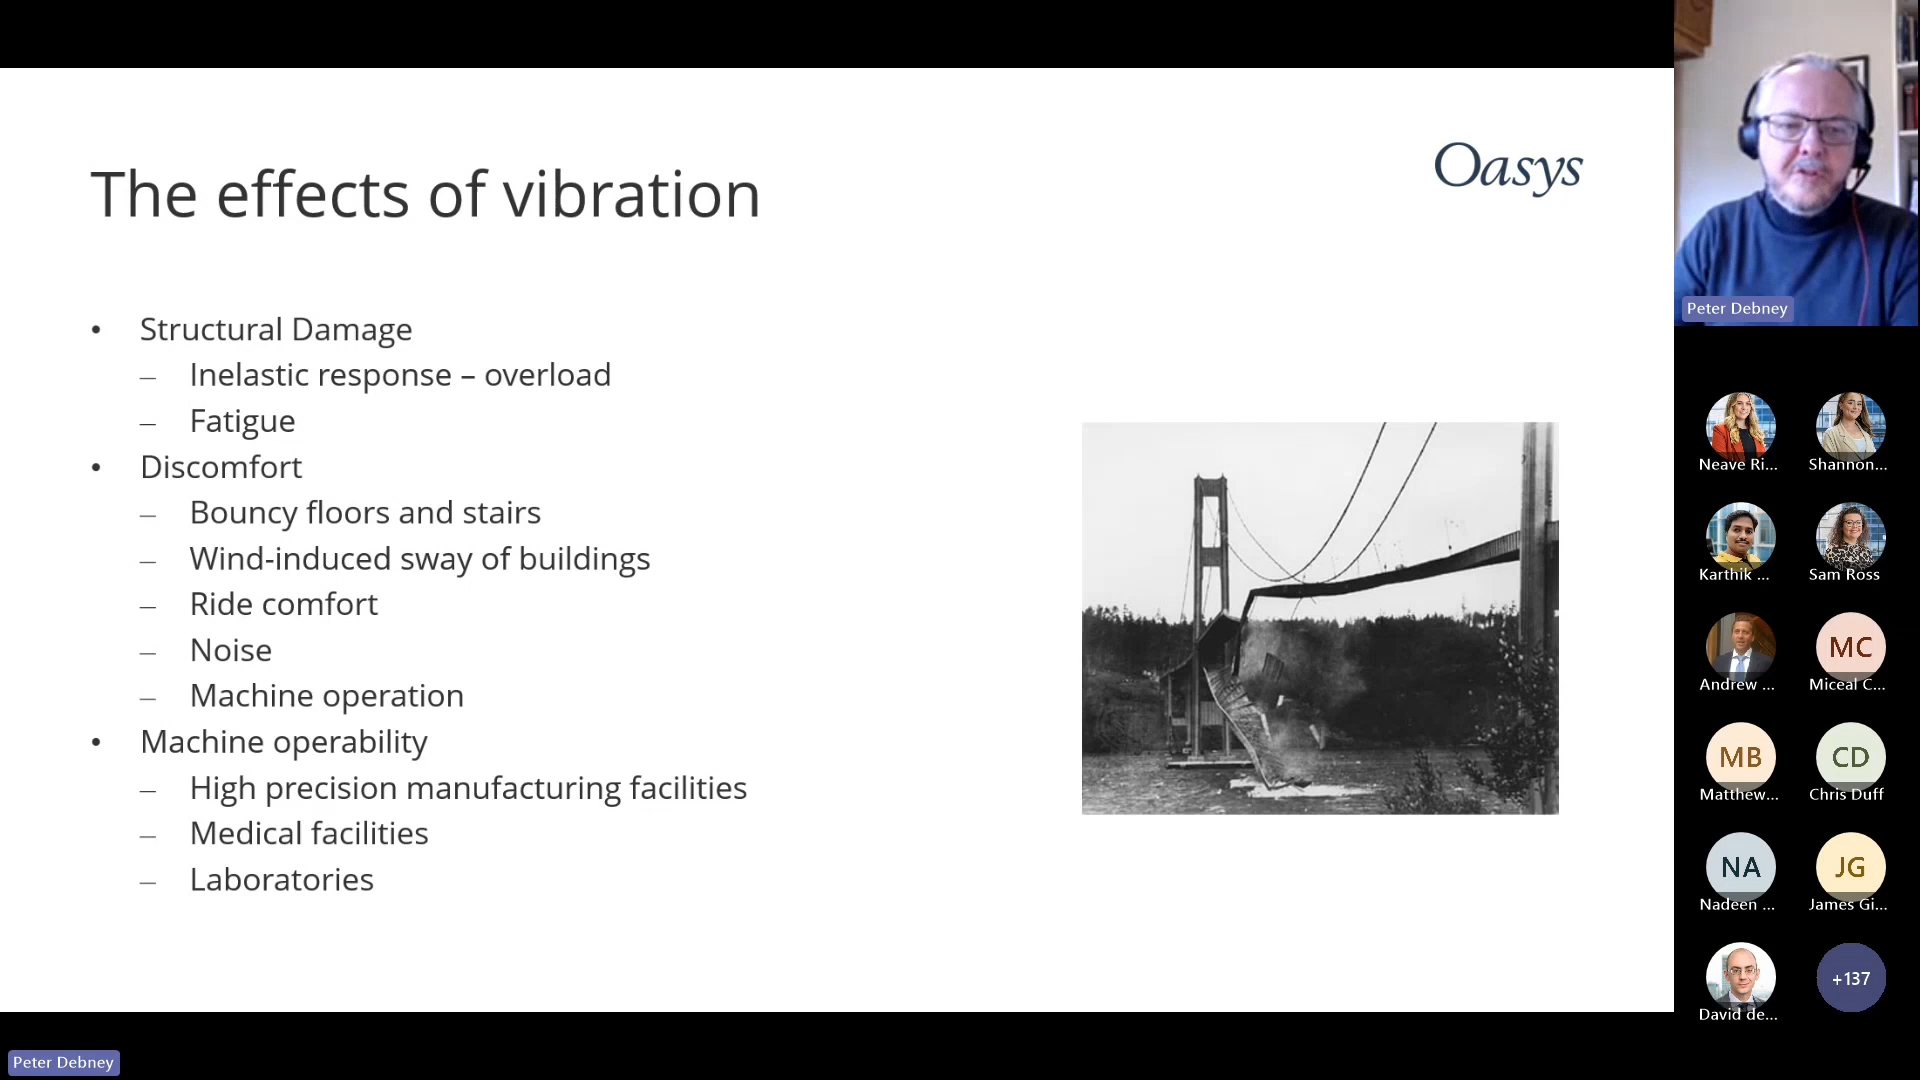 The effects of vibration
Oasys
• Structural Damage
– Inelastic response – overload
– Fatigue
• Discomfort
– Bouncy floors and stairs
– Wind-induced sway of buildings
– Ride comfort
– Noise
– Machine operation
• Machine operability
– High precision manufacturing facilities
– Medical facilities
– Laboratories
Peter Debney
Neave Ri...
Shannon...
Karthik ...
Sam Ross
Andrew ...
MC
Miceal C...
MB
Matthew...
CD
Chris Duff
NA
Nadeen ...
JG
James Gi...
David de...
+137
Peter Debney